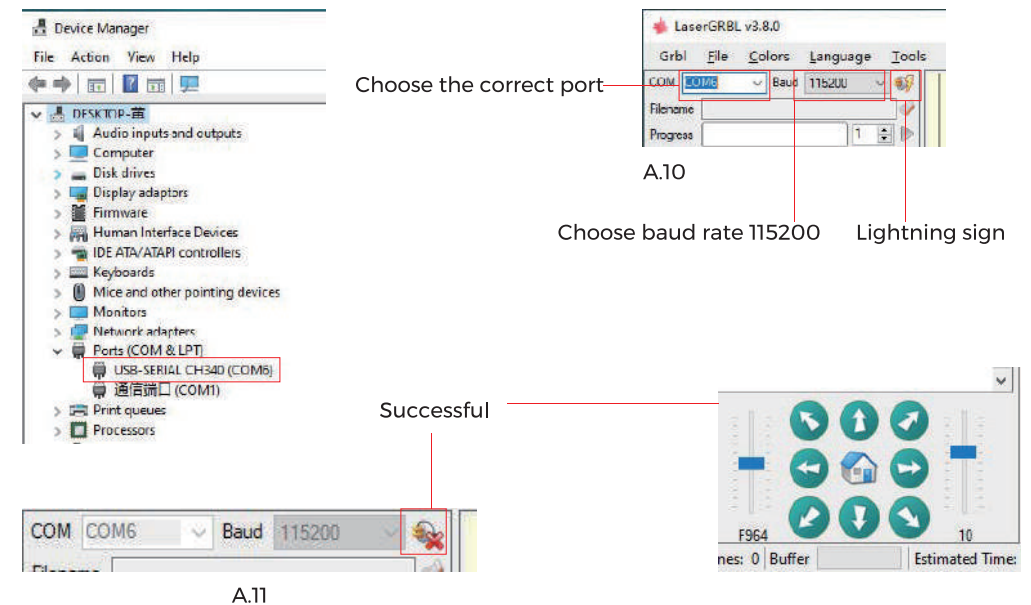 Device Manager
File Action View Help
DESKTOP-苗
Audio inputs and outputs
Computer
Disk drives
Display adaptors
Firmware
Human Interface Devices
IDE ATA/ATAPI controllers
Keyboards
Mice and other pointing devices
Monitors
Network adapters
Ports (COM & LPT)
USB-SERIAL CH340 (COM6)
通信端口 (COM1)
Print queues
Processors
Choose the correct port
LaserGRBL v3.8.0
Grbl File Colors Language Tools
COM COM6 Baud 115200
Filename
Progress 1
A.10
Choose baud rate 115200
Lightning sign
Successful
COM COM6 Baud 115200
Filename
A.11
F964 10
nes: 0 Buffer Estimated Time: